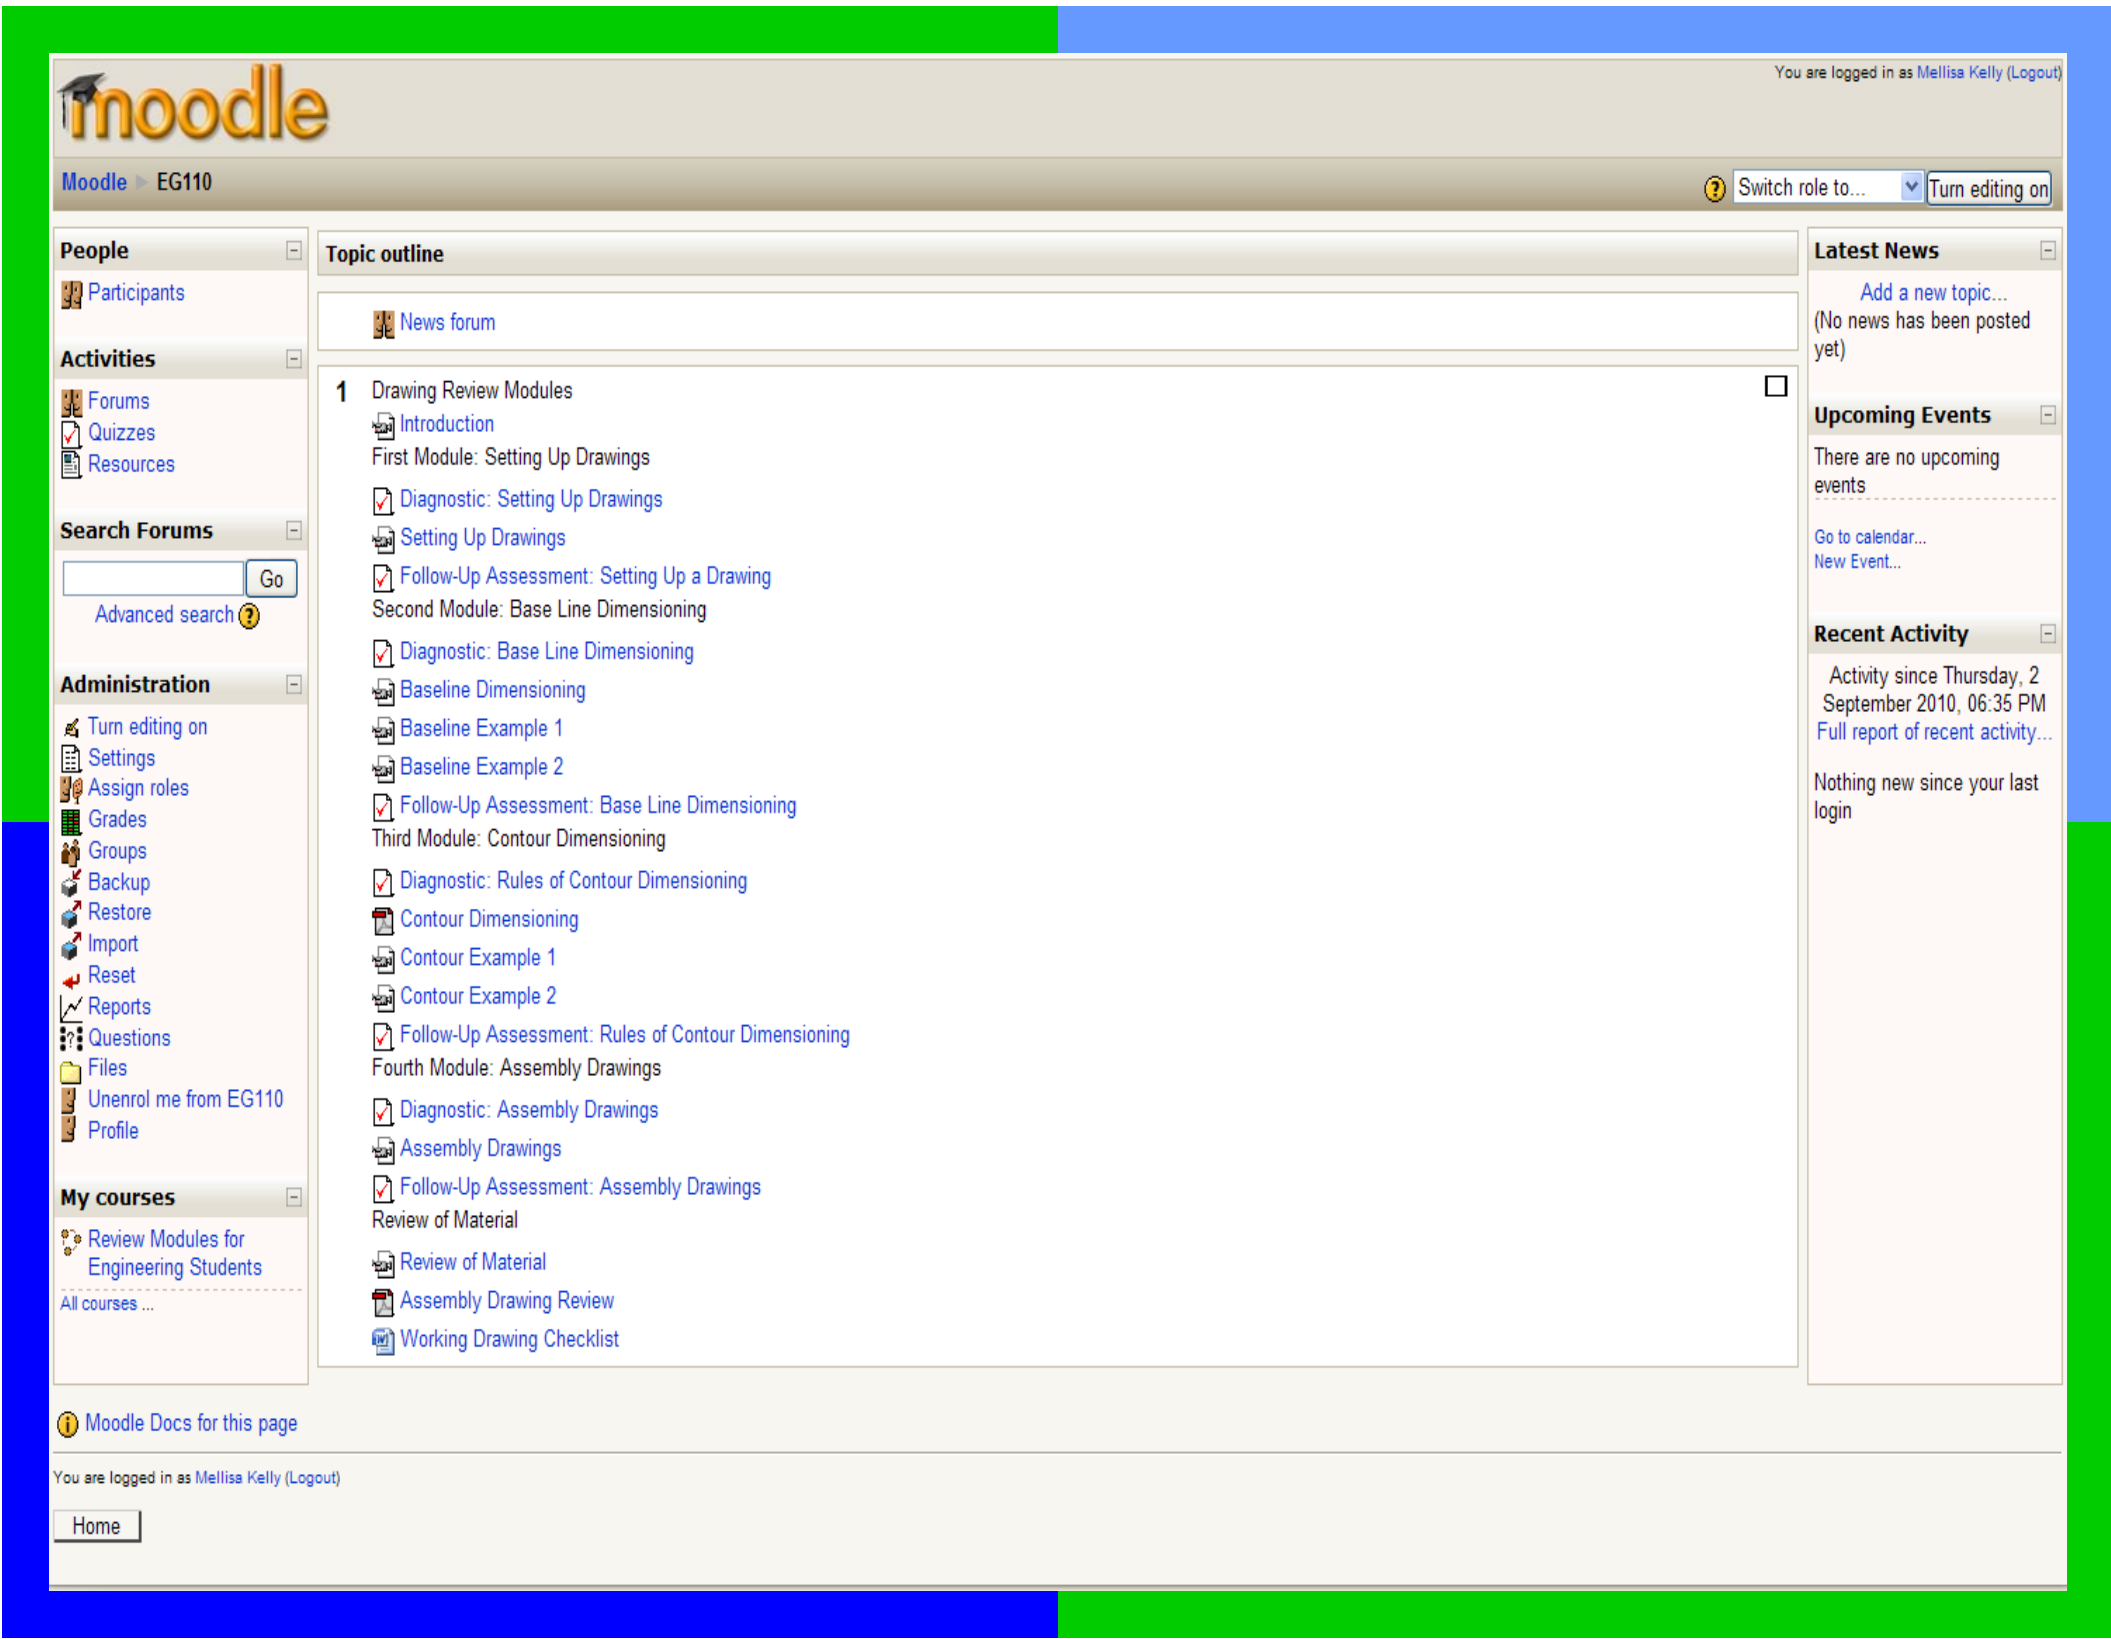 moodle
You are logged in as Mellisa Kelly (Logout)
Moodle EG110
Switch role to... Turn editing on
People
Participants
Activities
Forums
Quizzes
Resources
Search Forums
Go
Advanced search
Administration
Turn editing on
Settings
Assign roles
Grades
Groups
Backup
Restore
Import
Reset
Reports
Questions
Files
Unenrol me from EG110
Profile
My courses
Review Modules for
Engineering Students
All courses ...
Topic outline
News forum
1 Drawing Review Modules
Introduction
First Module: Setting Up Drawings
Diagnostic: Setting Up Drawings
Setting Up Drawings
Follow-Up Assessment: Setting Up a Drawing
Second Module: Base Line Dimensioning
Diagnostic: Base Line Dimensioning
Baseline Dimensioning
Baseline Example 1
Baseline Example 2
Follow-Up Assessment: Base Line Dimensioning
Third Module: Contour Dimensioning
Diagnostic: Rules of Contour Dimensioning
Contour Dimensioning
Contour Example 1
Contour Example 2
Follow-Up Assessment: Rules of Contour Dimensioning
Fourth Module: Assembly Drawings
Diagnostic: Assembly Drawings
Assembly Drawings
Follow-Up Assessment: Assembly Drawings
Review of Material
Review of Material
Assembly Drawing Review
Working Drawing Checklist
Latest News
Add a new topic...
(No news has been posted
yet)
Upcoming Events
There are no upcoming
events
Go to calendar...
New Event...
Recent Activity
Activity since Thursday, 2
September 2010, 06:35 PM
Full report of recent activity...
Nothing new since your last
login
Moodle Docs for this page
You are logged in as Mellisa Kelly (Logout)
Home